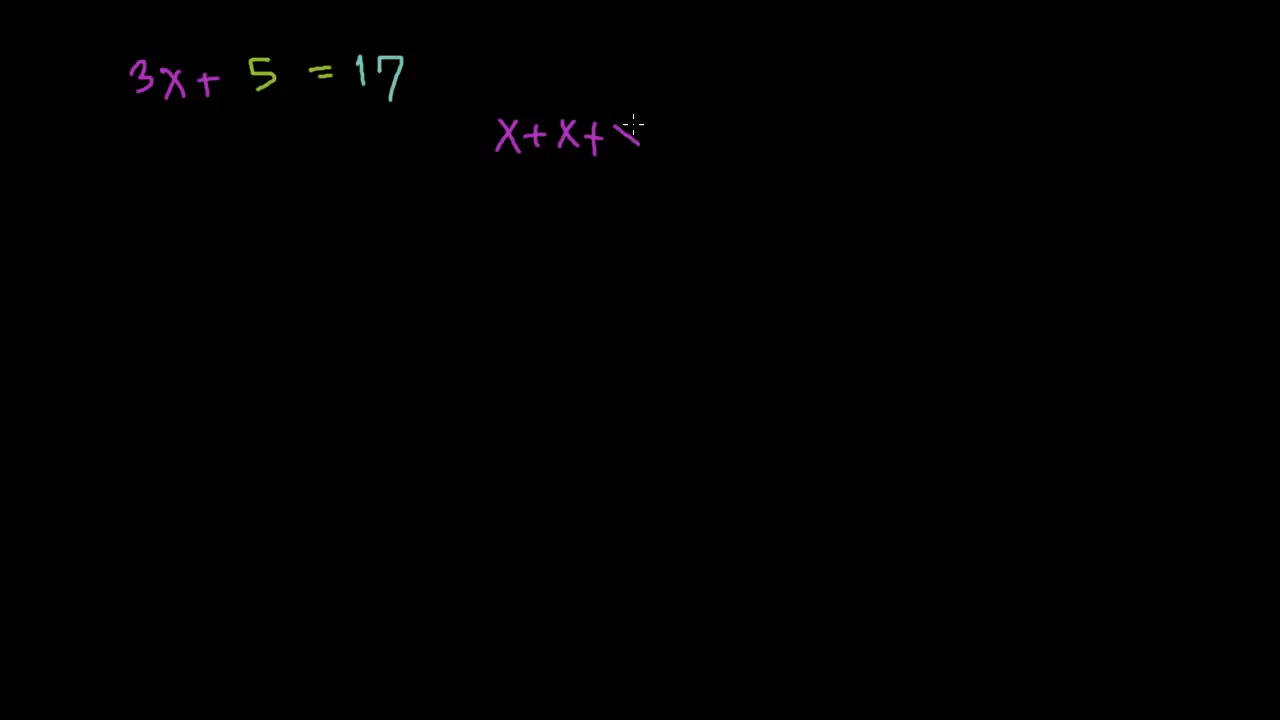 3x + 5 = 17
x + x +